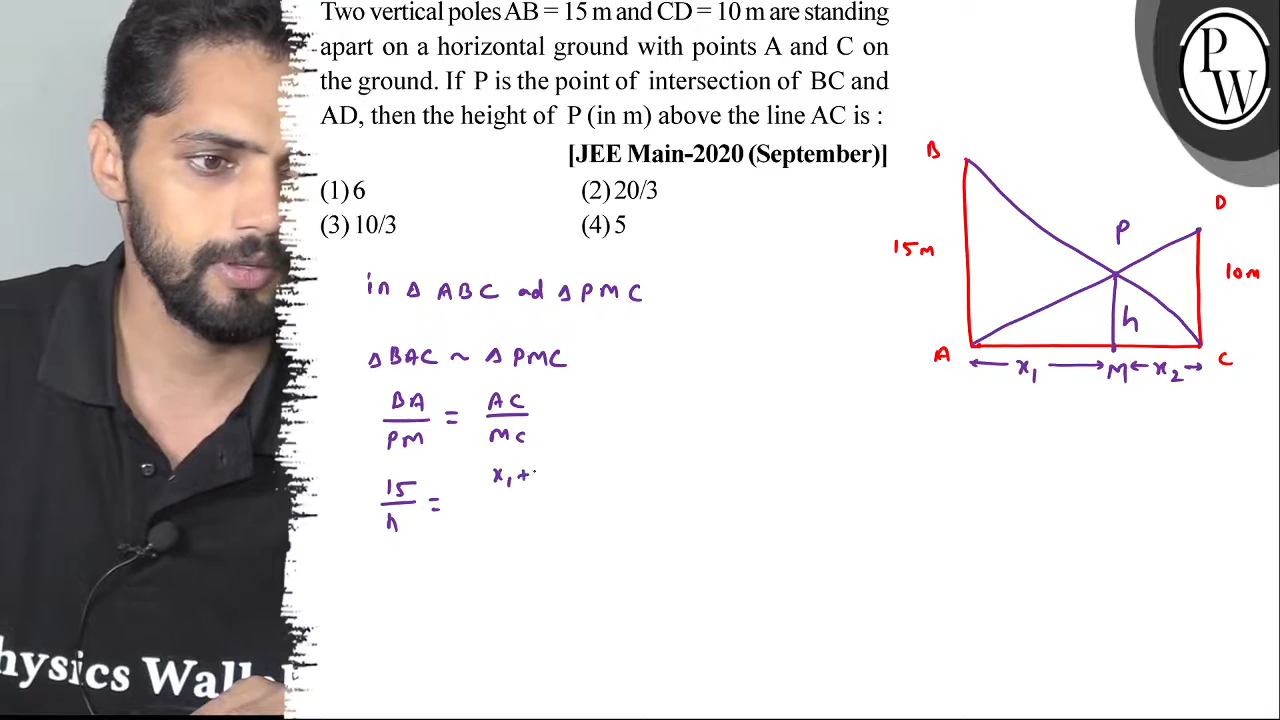 Two vertical poles AB = 15 m and CD = 10 m are standing
apart on a horizontal ground with points A and C on
the ground. If P is the point of intersection of BC and
AD, then the height of P (in m) above the line AC is :
[JEE Main-2020 (September)]
(1) 6 (2) 20/3
(3) 10/3 (4) 5
in Δ ABC ad Δ PMC
Δ BAC ~ Δ PMC
BA/PM = AC/MC
x₁ +
15/h =
P
W
B
D
P
15m
10m
h
A
x₁
M
x₂
C
hysics Walla